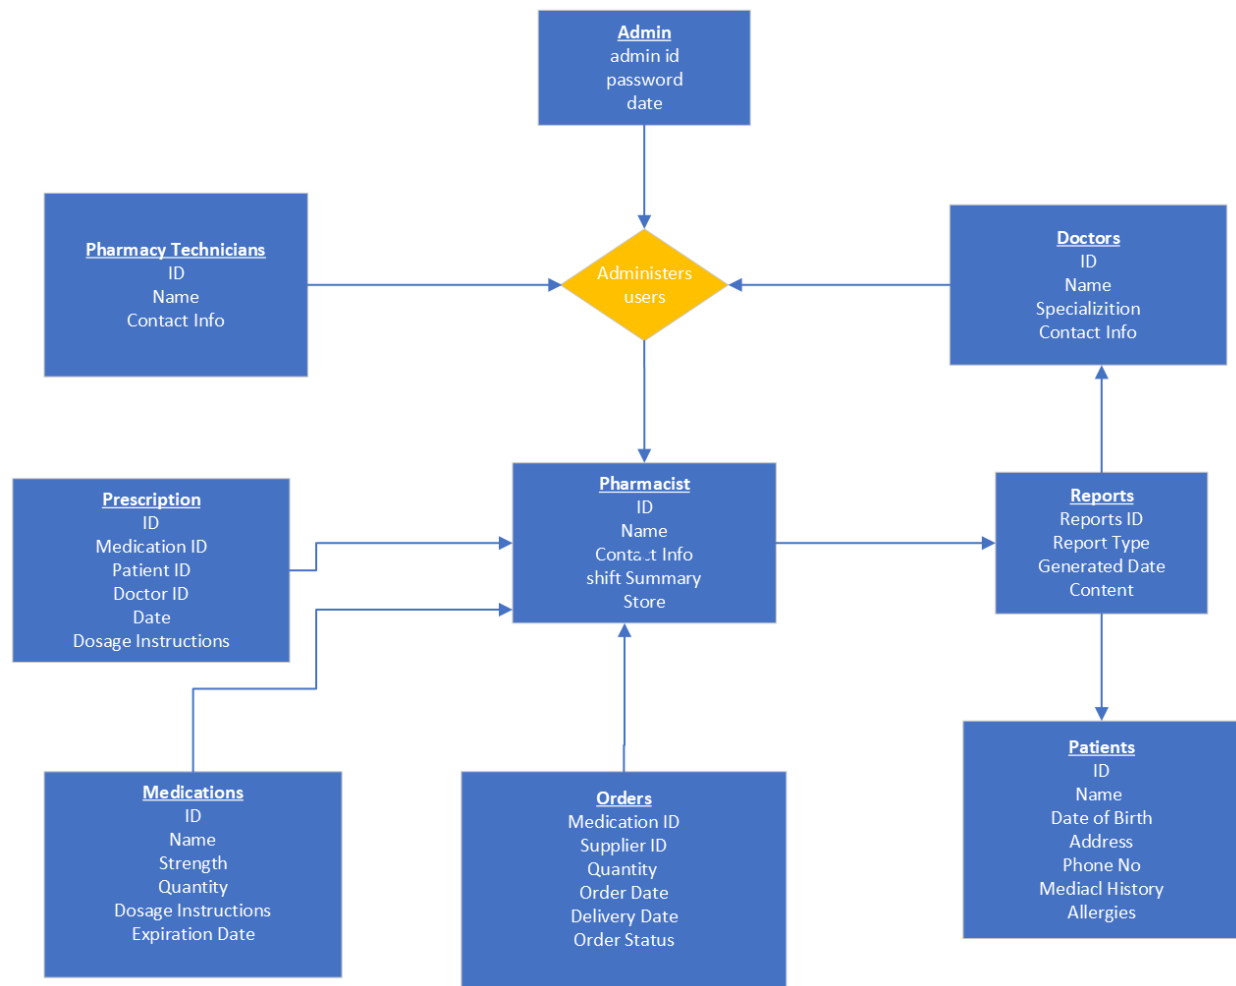 Admin
admin id
password
date
Pharmacy Technicians
ID
Name
Contact Info
Administers
users
Doctors
ID
Name
Specializition
Contact Info
Prescription
ID
Medication ID
Patient ID
Doctor ID
Date
Dosage Instructions
Pharmacist
ID
Name
Contact Info
shift Summary
Store
Reports
Reports ID
Report Type
Generated Date
Content
Medications
ID
Name
Strength
Quantity
Dosage Instructions
Expiration Date
Orders
Medication ID
Supplier ID
Quantity
Order Date
Delivery Date
Order Status
Patients
ID
Name
Date of Birth
Address
Phone No
Mediacl History
Allergies